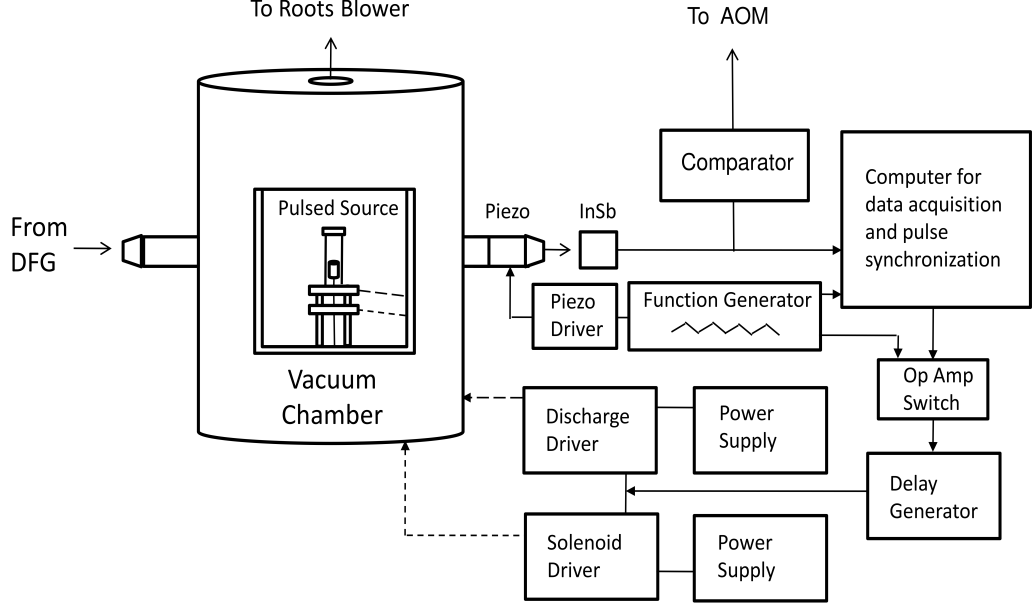 To Roots Blower
To AOM
Comparator
Computer for
data acquisition
and pulse
synchronization
Pulsed Source
Piezo
InSb
From
DFG
Piezo
Driver
Function Generator
Vacuum
Chamber
Op Amp
Switch
Discharge
Driver
Power
Supply
Delay
Generator
Solenoid
Driver
Power
Supply